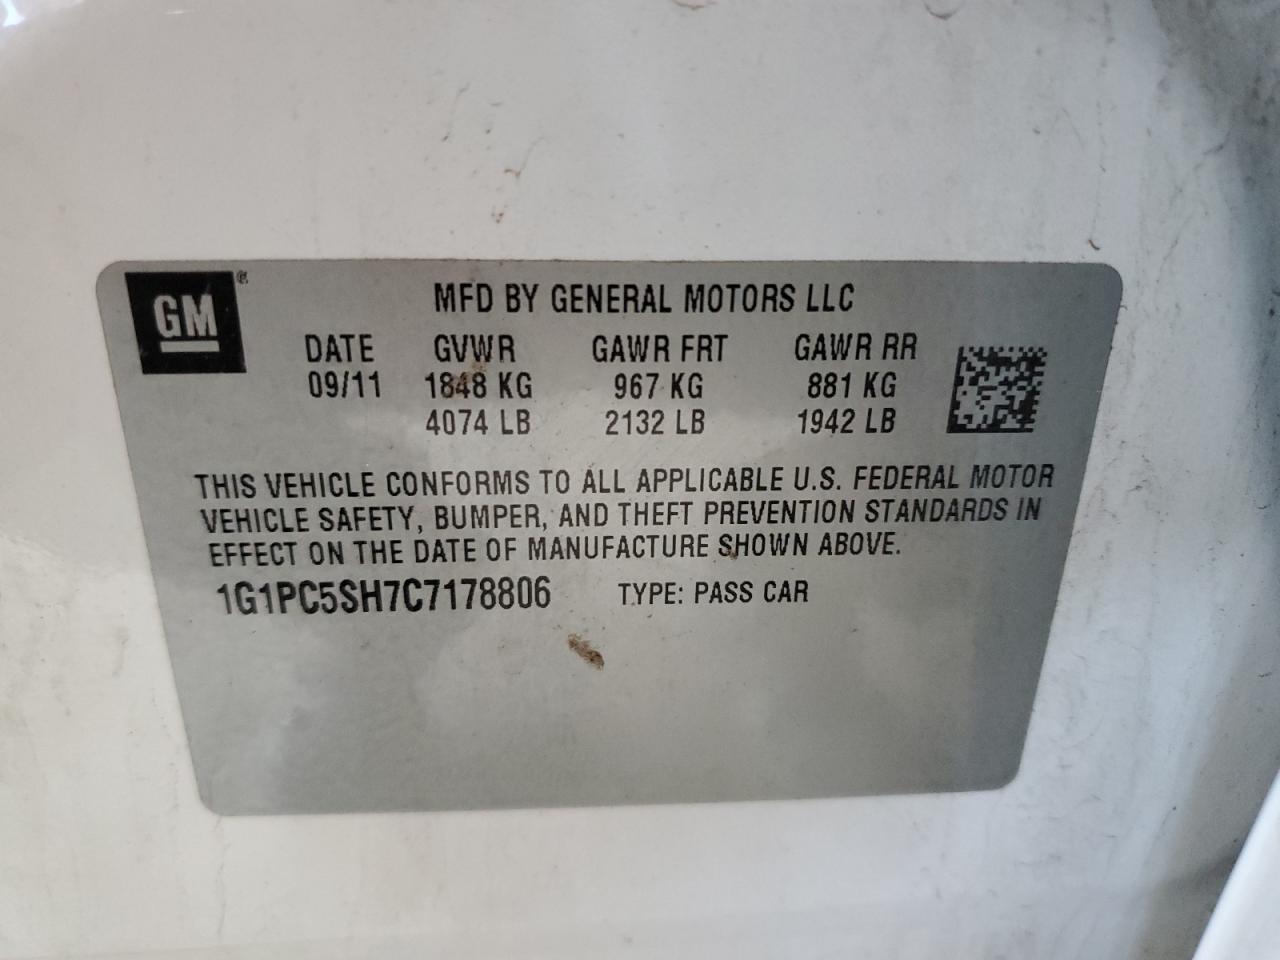 GM®
MFD BY GENERAL MOTORS LLC
DATE GVWR GAWR FRT GAWR RR
09/11 1848 KG 967 KG 881 KG
4074 LB 2132 LB 1942 LB
THIS VEHICLE CONFORMS TO ALL APPLICABLE U.S. FEDERAL MOTOR
VEHICLE SAFETY, BUMPER, AND THEFT PREVENTION STANDARDS IN
EFFECT ON THE DATE OF MANUFACTURE SHOWN ABOVE.
1G1PC5SH7C7178806 TYPE: PASS CAR